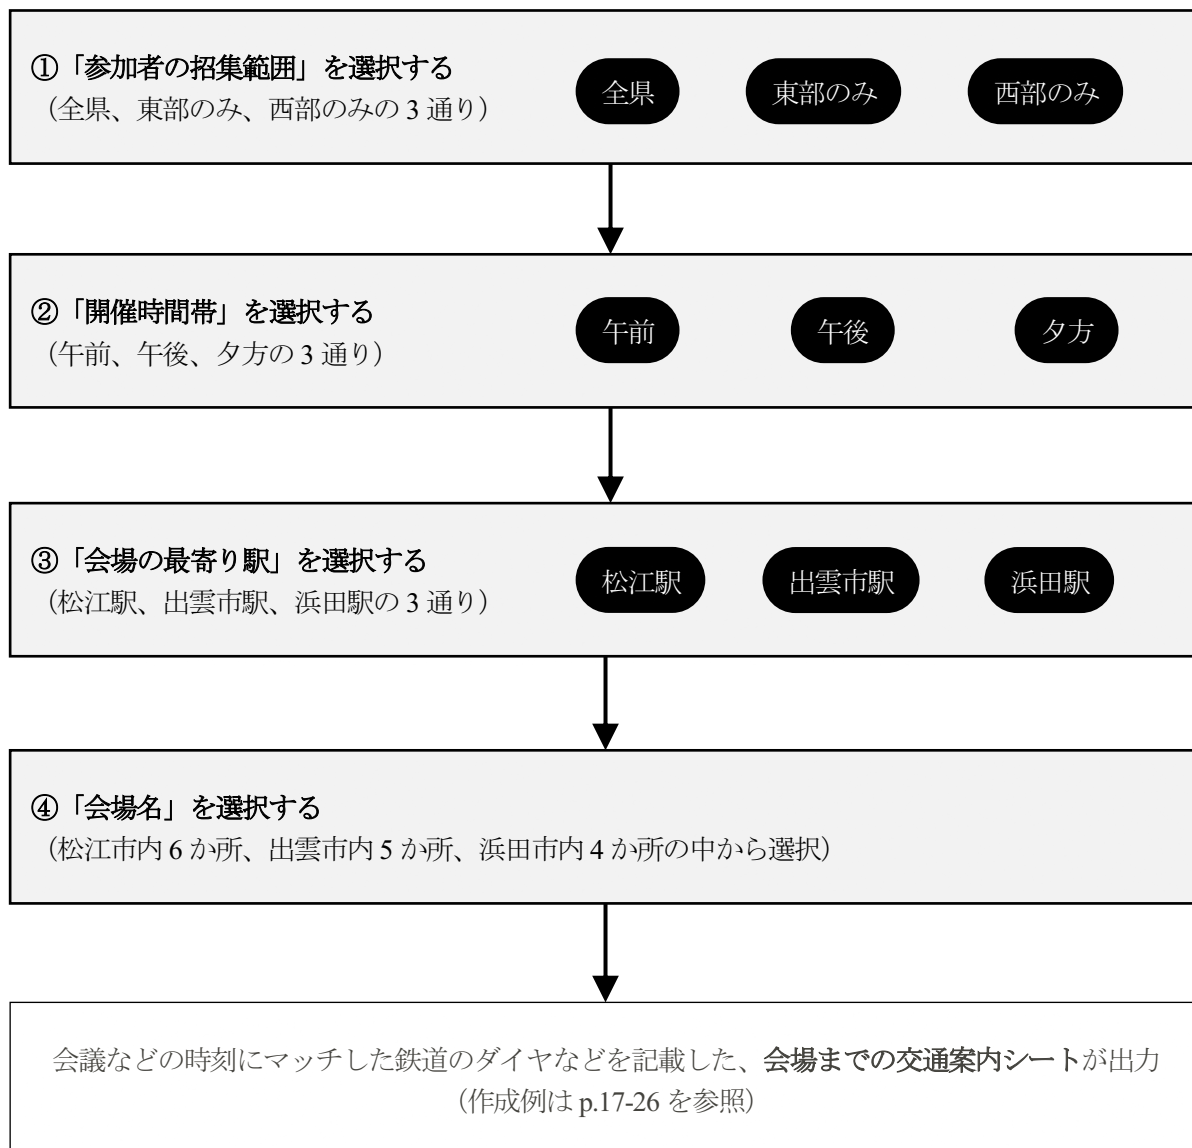 ①「参加者の招集範囲」を選択する
(全県、東部のみ、西部のみの 3 通り)
全県
東部のみ
西部のみ
②「開催時間帯」を選択する
(午前、午後、夕方の 3 通り)
午前
午後
夕方
③「会場の最寄り駅」を選択する
(松江駅、出雲市駅、浜田駅の 3 通り)
松江駅
出雲市駅
浜田駅
④「会場名」を選択する
(松江市内 6 か所、出雲市内 5 か所、浜田市内 4 か所の中から選択)
会議などの時刻にマッチした鉄道のダイヤなどを記載した、会場までの交通案内シートが出力
(作成例は p.17-26 を参照)